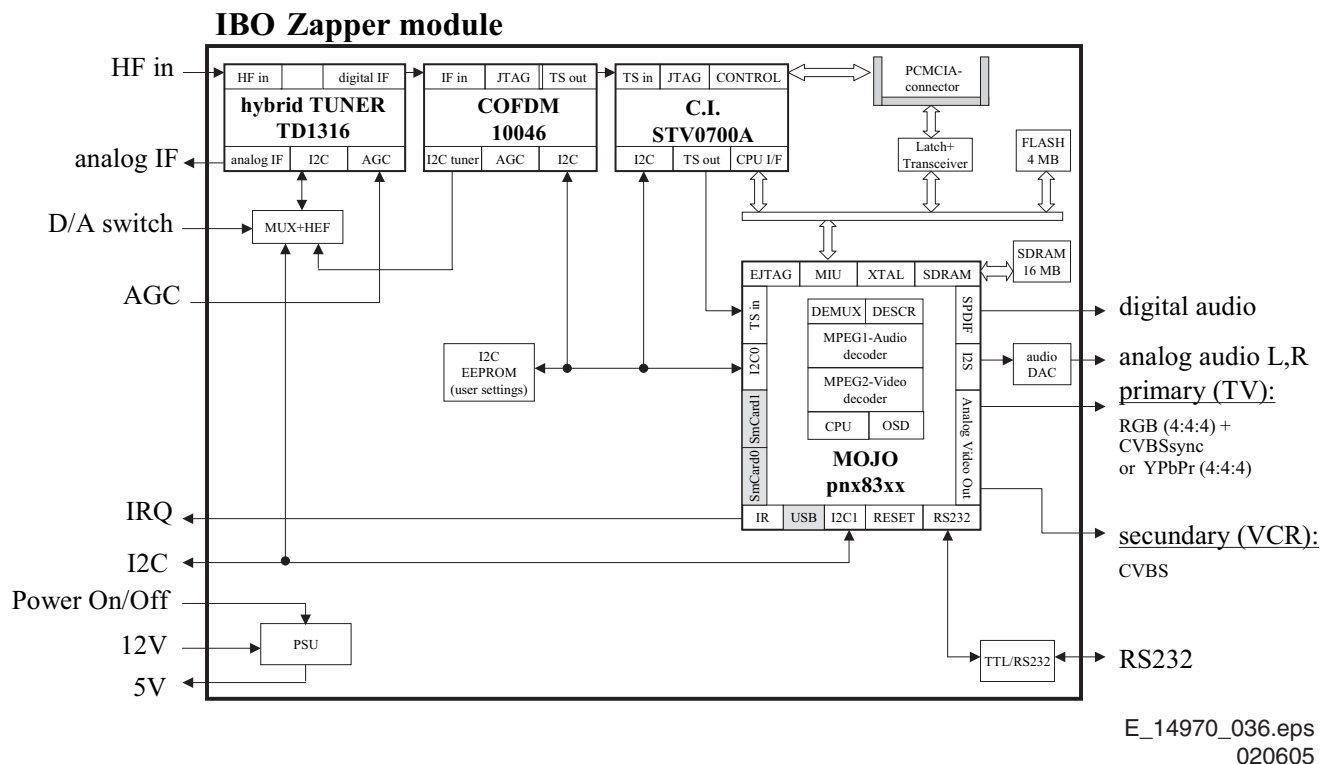 IBO Zapper module
HF in
analog IF
D/A switch
AGC
IRQ
I2C
Power On/Off
12V
5V
HF in
digital IF
hybrid TUNER
TD1316
analog IF
I2C
AGC
MUX+HEF
IF in
JTAG
TS out
COFDM
10046
I2C tuner
AGC
I2C
TS in
JTAG
CONTROL
C.I.
STV0700A
I2C
TS out
CPU I/F
PCMCIA-
connector
Latch+
Transceiver
FLASH
4 MB
SDRAM
16 MB
I2C
EEPROM
(user settings)
EJTAG
MIU
XTAL
SDRAM
TS in
I2C0
SmCard1
SmCard0
DEMUX
DESCR
MPEG1-Audio
decoder
MPEG2-Video
decoder
CPU
OSD
MOJO
pnx83xx
SPDIF
I2S
Analog Video Out
IR
USB
I2C1
RESET
RS232
audio
DAC
PSU
TTL/RS232
digital audio
analog audio L,R
primary (TV):
RGB (4:4:4) +
CVBSsync
or YPbPr (4:4:4)
secundary (VCR):
CVBS
RS232
E_14970_036.eps
020605